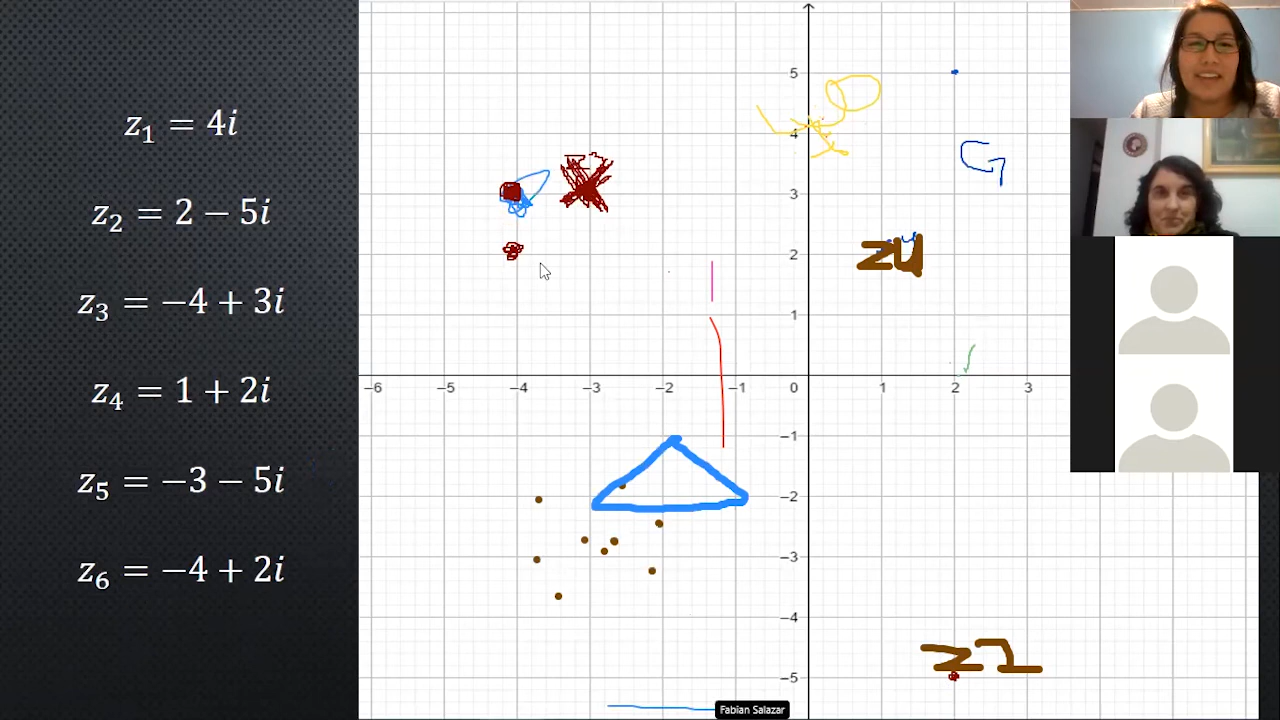 z₁ = 4i
z₂ = 2 − 5i
z₃ = −4 + 3i
z₄ = 1 + 2i
z₅ = −3 − 5i
z₆ = −4 + 2i
5
4
3
z4
2
1
−6 −5 −4 −3 −2 −1 0 1 2 3
−1
−2
−3
−4
z2
−5
Fabian Salazar